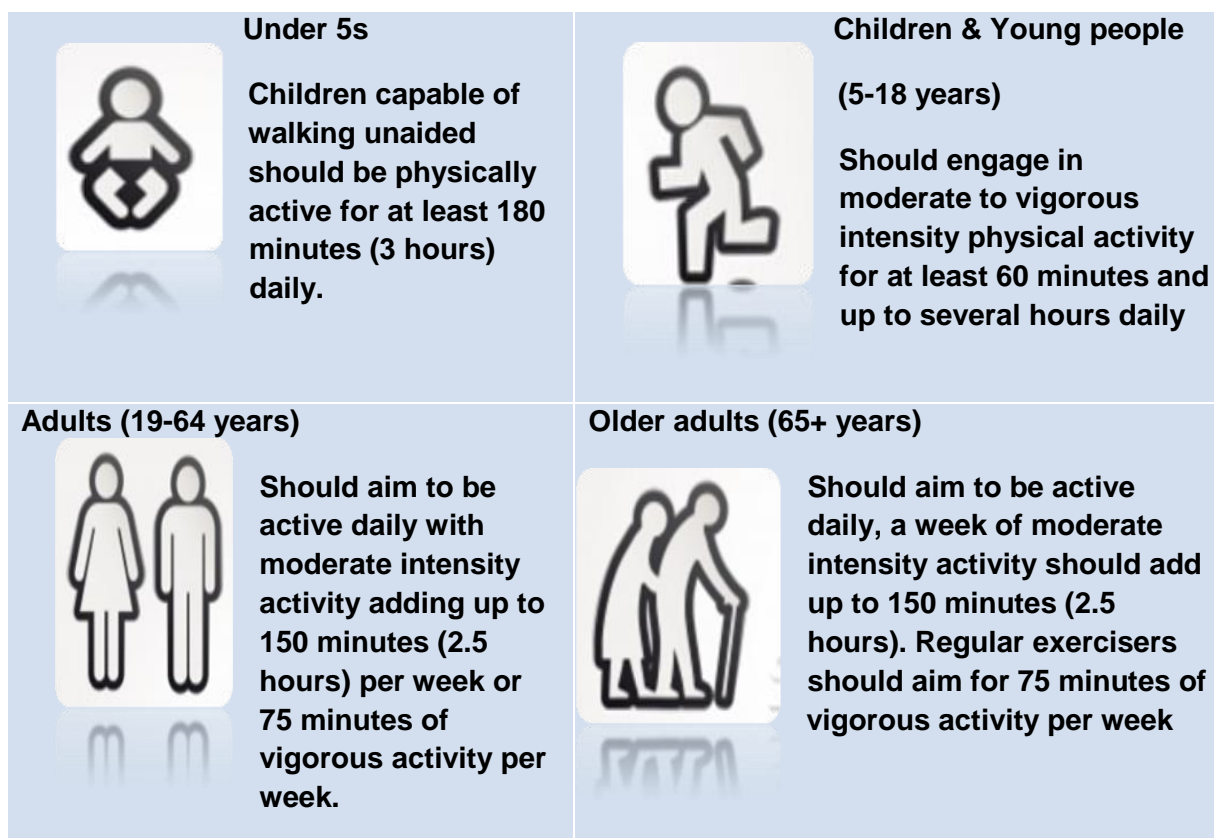 Under 5s
Children capable of
walking unaided
should be physically
active for at least 180
minutes (3 hours)
daily.
Children & Young people
(5-18 years)
Should engage in
moderate to vigorous
intensity physical activity
for at least 60 minutes and
up to several hours daily
Adults (19-64 years)
Should aim to be
active daily with
moderate intensity
activity adding up to
150 minutes (2.5
hours) per week or
75 minutes of
vigorous activity per
week.
Older adults (65+ years)
Should aim to be active
daily, a week of moderate
intensity activity should add
up to 150 minutes (2.5
hours). Regular exercisers
should aim for 75 minutes of
vigorous activity per week